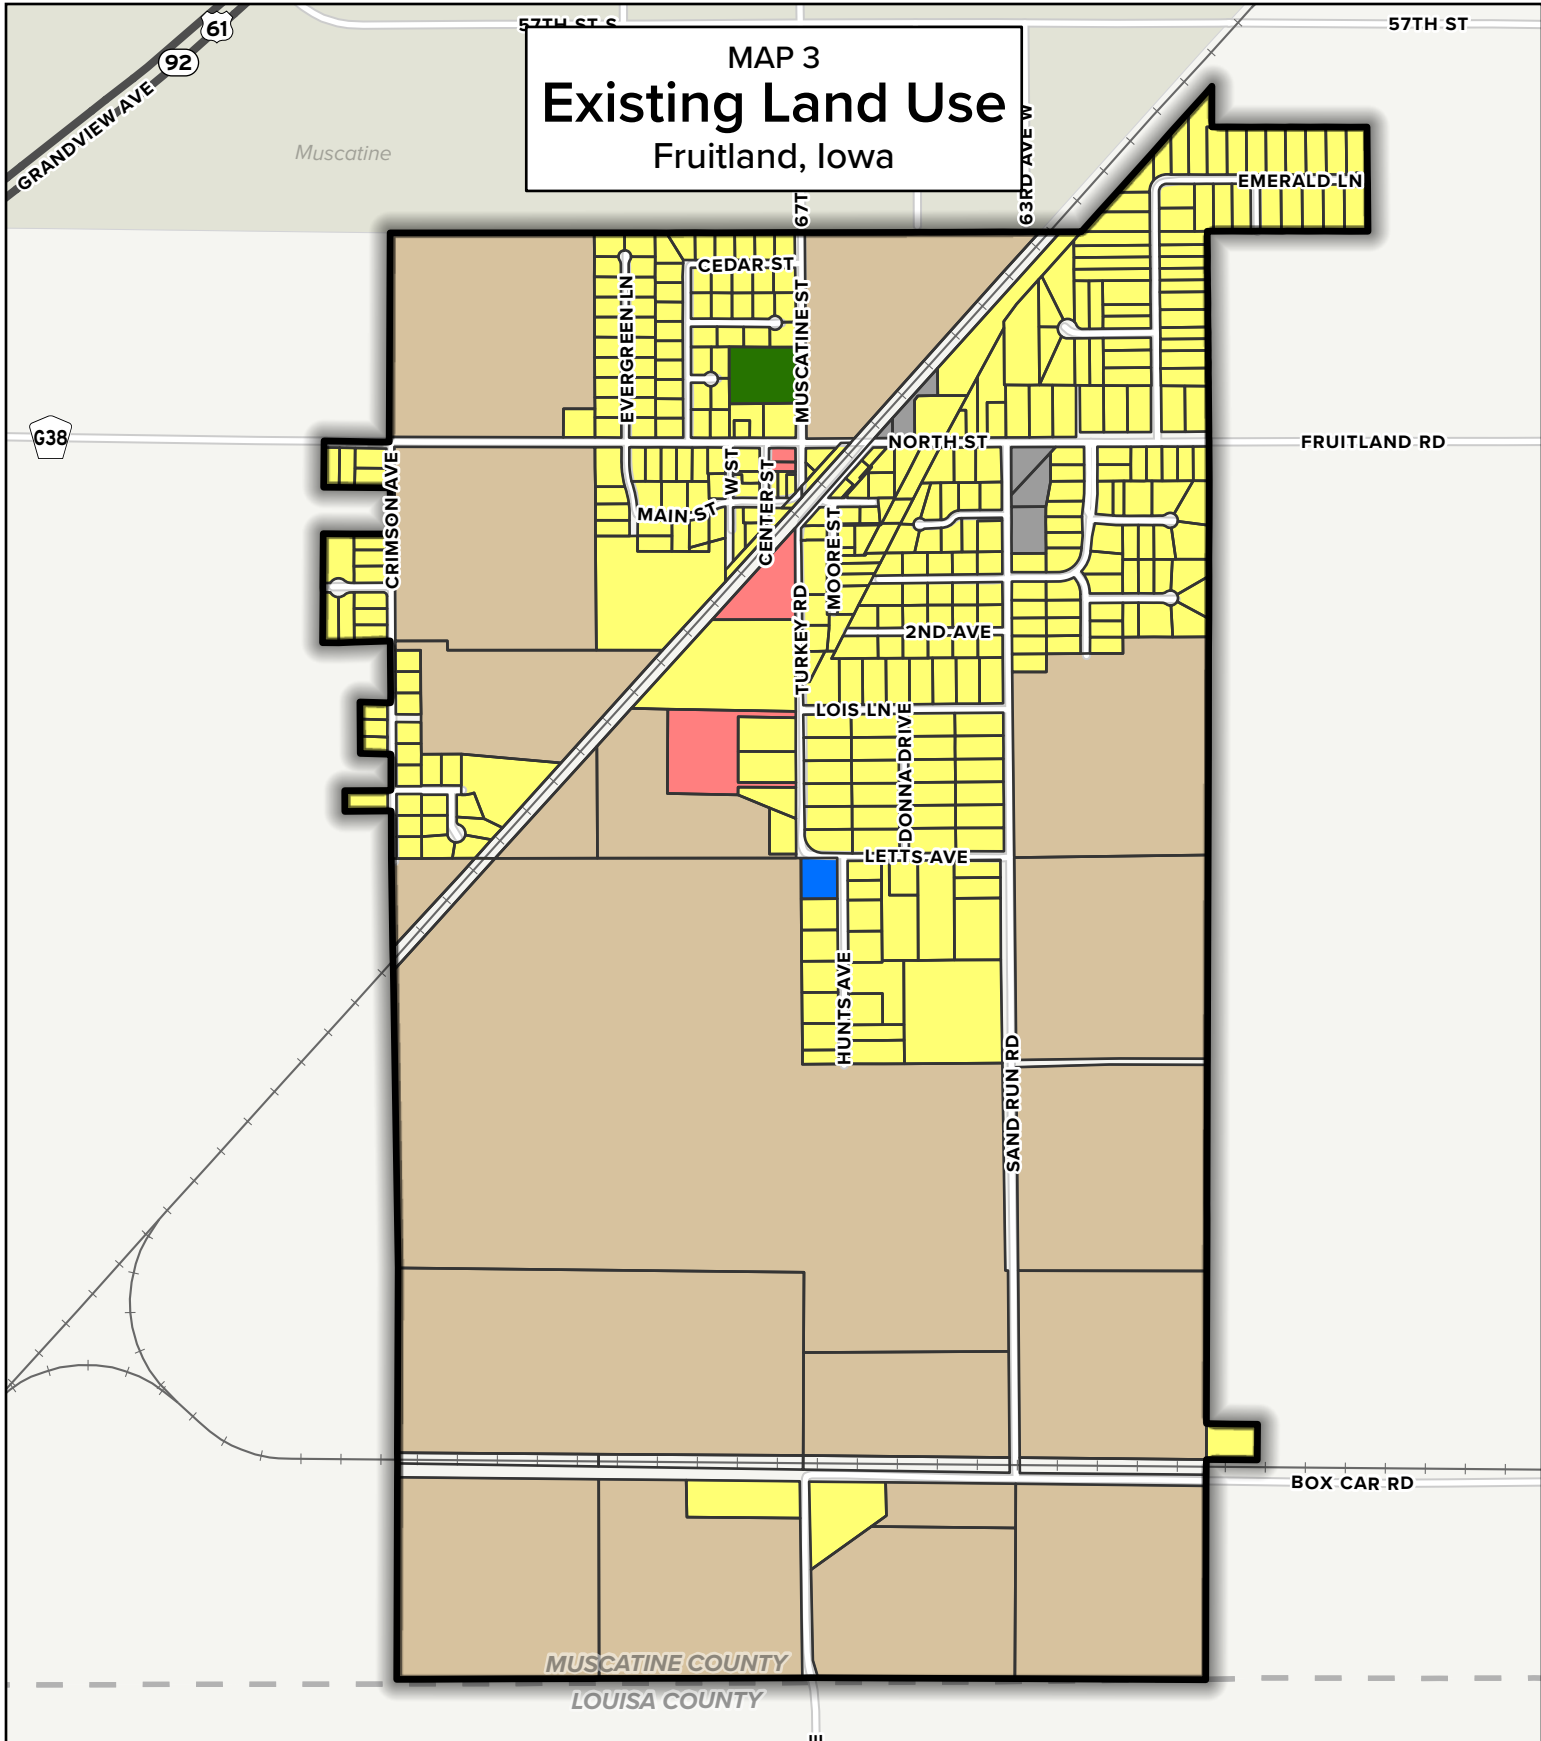 61
57TH ST S
57TH ST
92
MAP 3
Existing Land Use
Fruitland, Iowa
GRANDVIEW AVE
Muscatine
63RD AVE W
67T
EMERALD LN
CEDAR ST
EVERGREEN LN
MUSCATINE ST
G38
NORTH ST
FRUITLAND RD
CRIMSON AVE
W ST
CENTER ST
MAIN ST
MOORE ST
TURKEY RD
2ND AVE
LOIS LN
DONNA DRIVE
LETTS AVE
HUNTS AVE
SAND RUN RD
BOX CAR RD
MUSCATINE COUNTY
LOUISA COUNTY